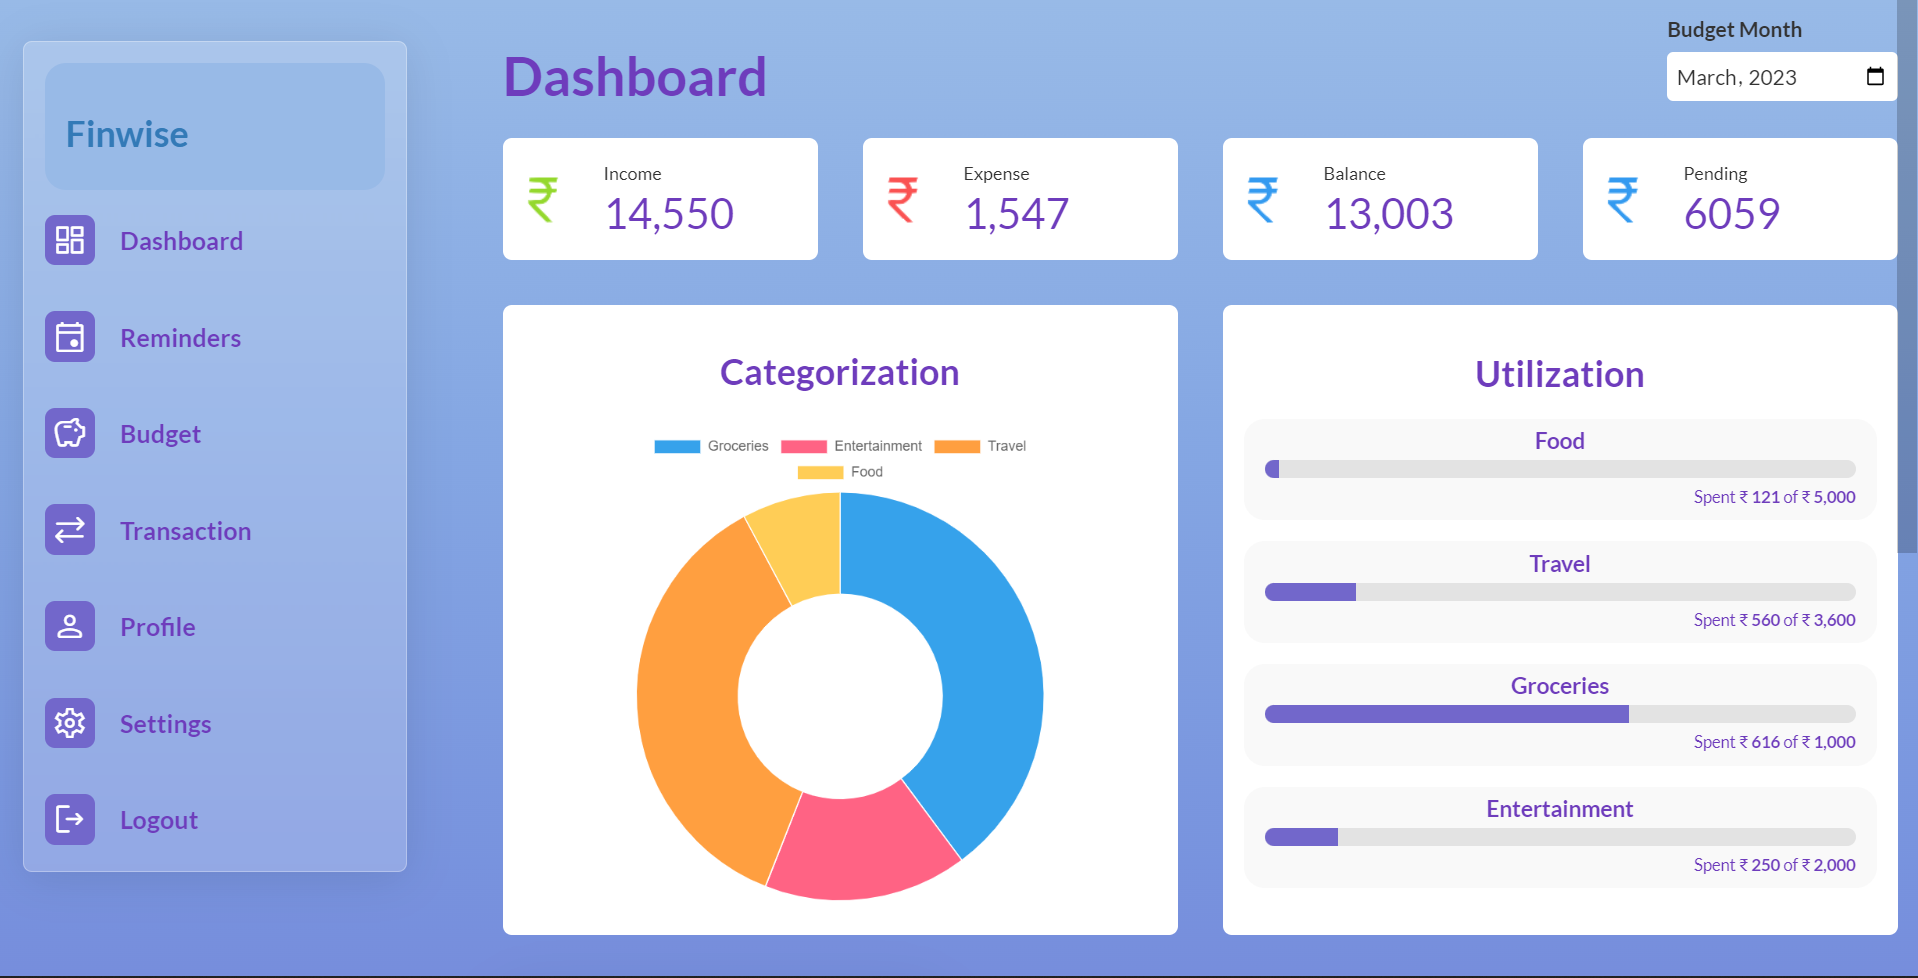 Finwise
Dashboard
Reminders
Budget
Transaction
Profile
Settings
Logout
Dashboard
Budget Month
March, 2023
₹ Income
14,550
₹ Expense
1,547
₹ Balance
13,003
₹ Pending
6059
Categorization
Groceries Entertainment Travel
Food
Utilization
Food
Spent ₹ 121 of ₹ 5,000
Travel
Spent ₹ 560 of ₹ 3,600
Groceries
Spent ₹ 616 of ₹ 1,000
Entertainment
Spent ₹ 250 of ₹ 2,000